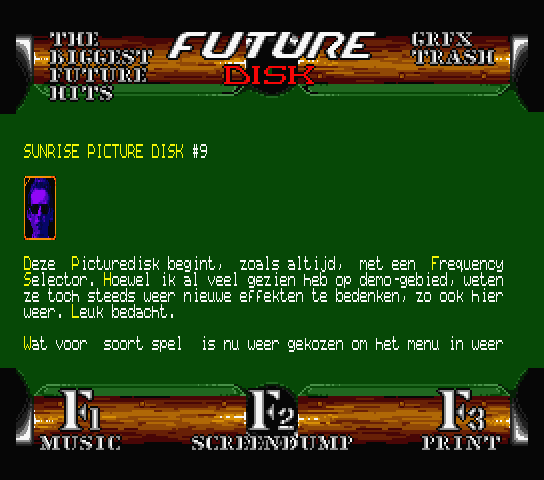 THE
BIGGEST
FUTURE
HITS
FUTURE
DISK
GRFX
TRASH
SUNRISE PICTURE DISK #9
Deze Picturedisk begint, zoals altijd, met een Frequency
Selector. Hoewel ik al veel gezien heb op demo-gebied, weten
ze toch steeds weer nieuwe effekten te bedenken, zo ook hier
weer. Leuk bedacht.
Wat voor soort spel is nu weer gekozen om het menu in weer
F1 F2 F3
MUSIC SCREENDUMP PRINT